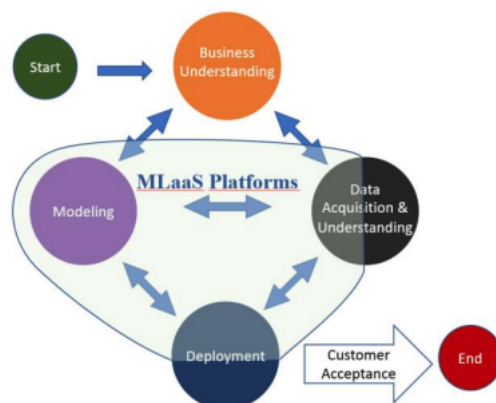 Business
Understanding
Start
MLaaS Platforms
Modeling
Data
Acquisition &
Understanding
Deployment
Customer
Acceptance
End